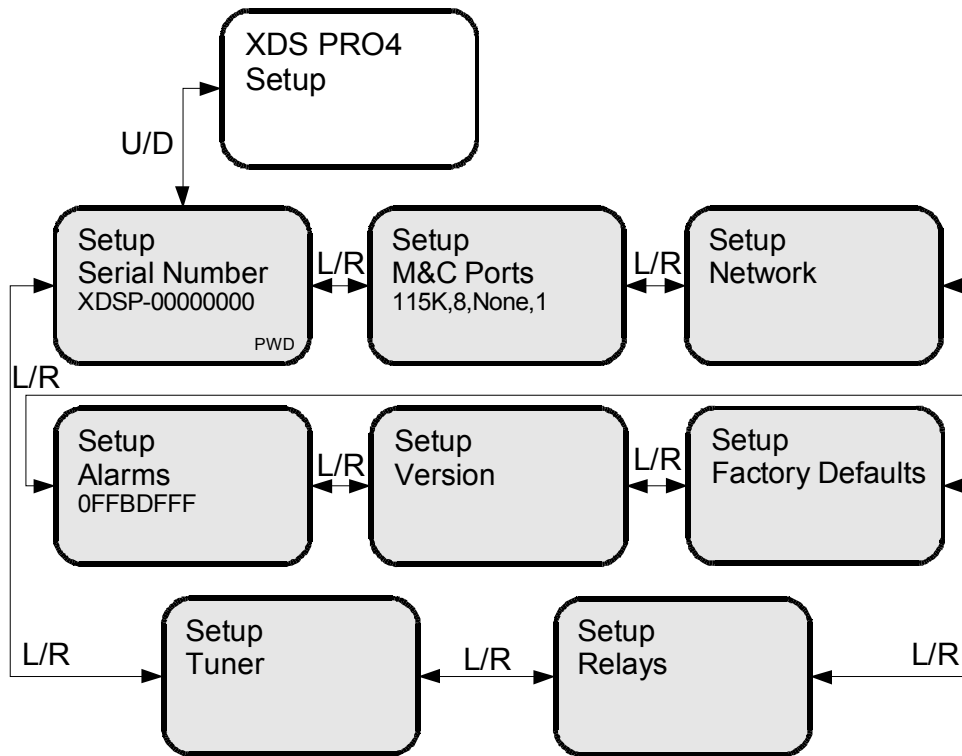 XDS PRO4
Setup
U/D
Setup
Serial Number
XDSP-00000000
PWD
L/R
Setup
M&C Ports
115K,8,None,1
L/R
Setup
Network
L/R
Setup
Alarms
0FFBDFFF
L/R
Setup
Version
L/R
Setup
Factory Defaults
L/R
Setup
Tuner
L/R
Setup
Relays
L/R